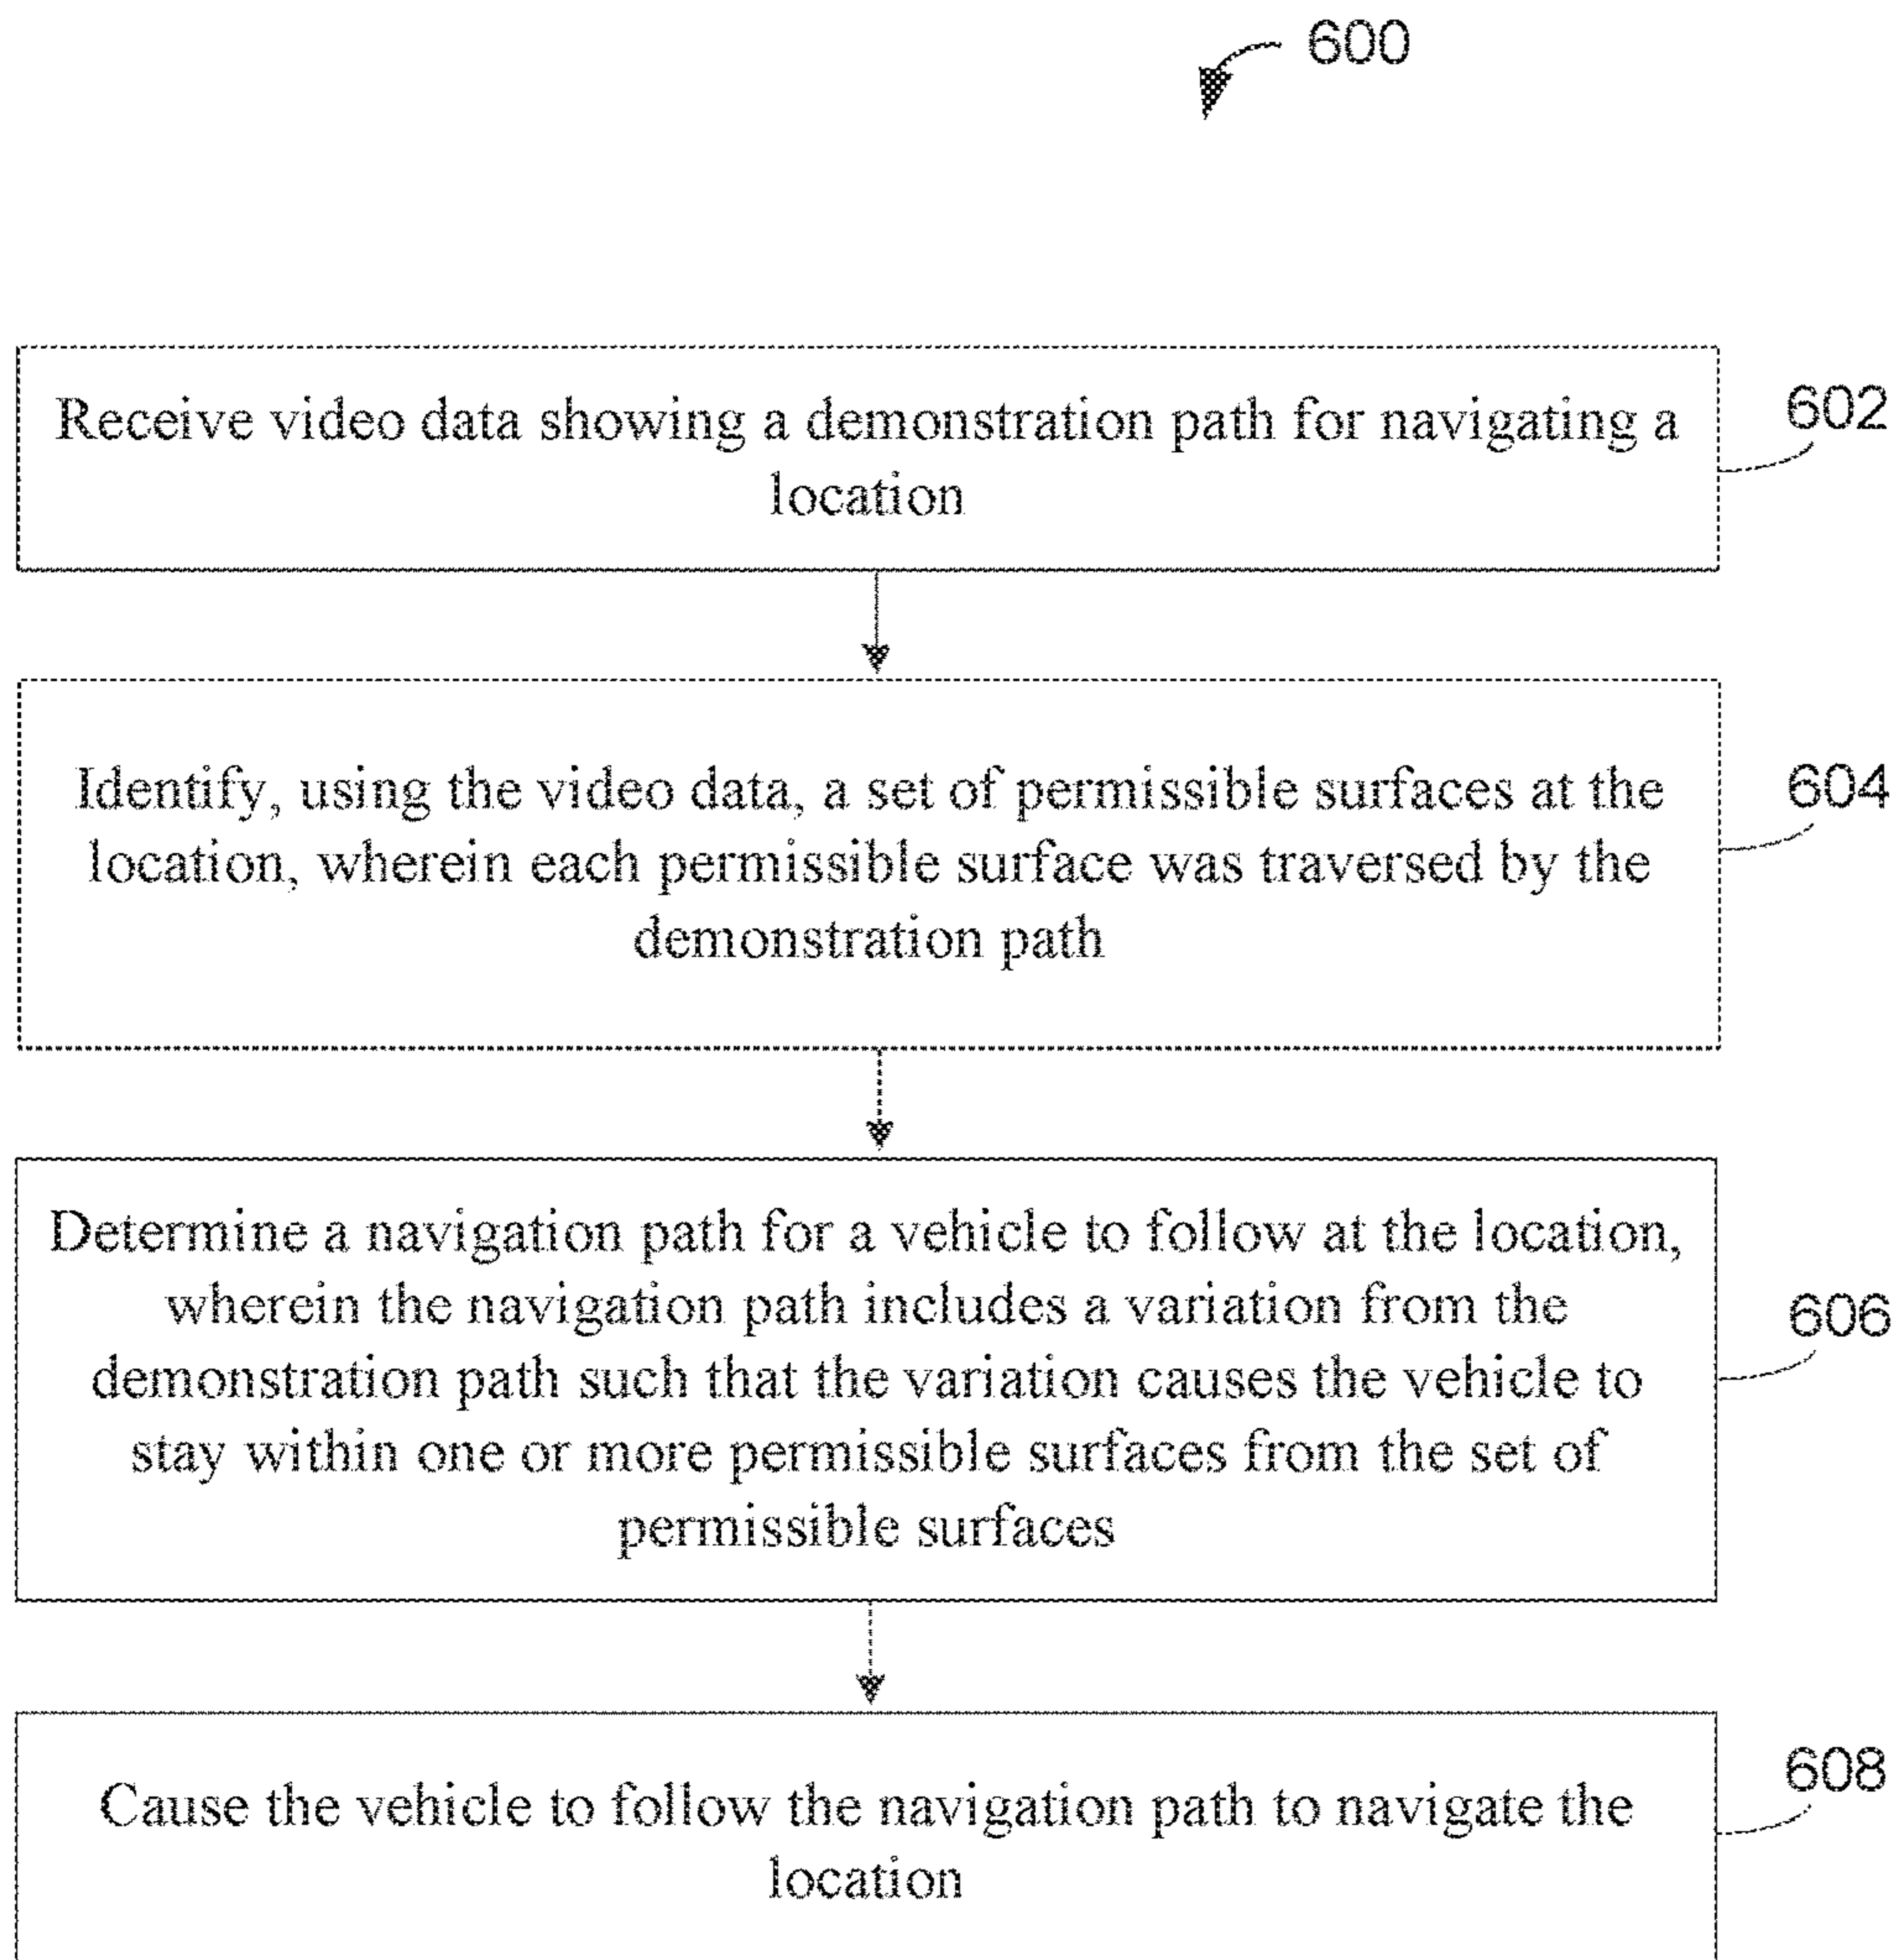 600
Receive video data showing a demonstration path for navigating a
location
602
Identify, using the video data, a set of permissible surfaces at the
location, wherein each permissible surface was traversed by the
demonstration path
604
Determine a navigation path for a vehicle to follow at the location,
wherein the navigation path includes a variation from the
demonstration path such that the variation causes the vehicle to
stay within one or more permissible surfaces from the set of
permissible surfaces
606
Cause the vehicle to follow the navigation path to navigate the
location
608